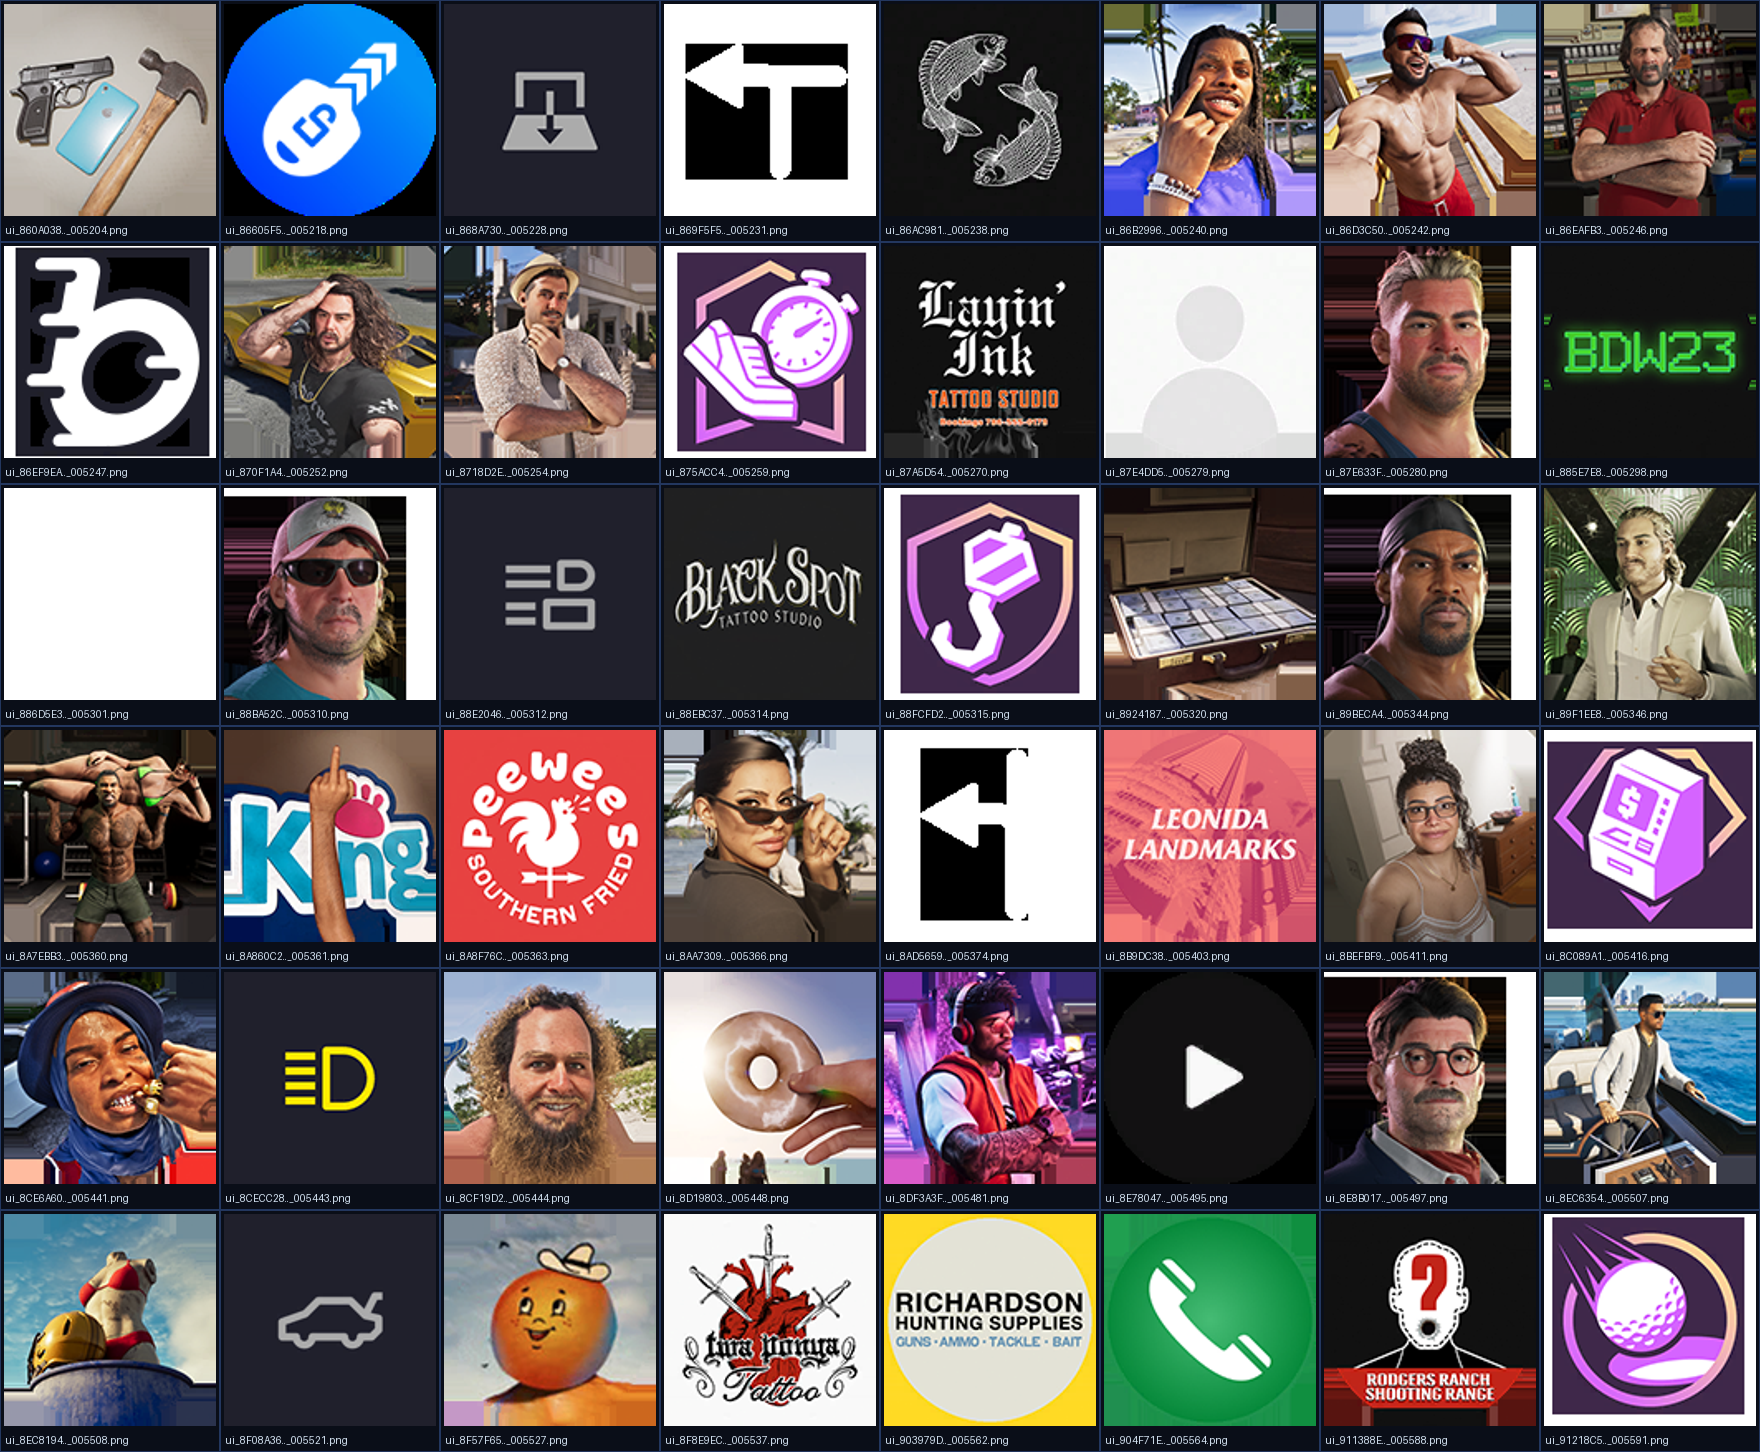 ui_860A038.._005204.png
ui_86605F5.._005218.png
ui_868A730.._005228.png
ui_869F5F5.._005231.png
ui_86AC981.._005238.png
ui_86B2996.._005240.png
ui_86D3C50.._005242.png
ui_86EAFB3.._005246.png
Layin'
Ink
TATTOO STUDIO
BDW23
ui_86EF9EA.._005247.png
ui_870F1A4.._005252.png
ui_8718D2E.._005254.png
ui_875ACC4.._005259.png
ui_87A5D54.._005270.png
ui_87E4DD5.._005279.png
ui_87E633F.._005280.png
ui_885E7E8.._005298.png
BLACK SPOT
TATTOO STUDIO
ui_886D5E3.._005301.png
ui_88BA52C.._005310.png
ui_88E2046.._005312.png
ui_88EBC37.._005314.png
ui_88FCFD2.._005315.png
ui_8924187.._005320.png
ui_89BECA4.._005344.png
ui_89F1EE8.._005346.png
King
PeeWees
SOUTHERN FRIED
LEONIDA
LANDMARKS
$
ui_8A7EBB3.._005360.png
ui_8A860C2.._005361.png
ui_8A8F76C.._005363.png
ui_8AA7309.._005366.png
ui_8AD5659.._005374.png
ui_8B9DC38.._005403.png
ui_8BEFBF9.._005411.png
ui_8C089A1.._005416.png
ui_8CE6A60.._005441.png
ui_8CECC28.._005443.png
ui_8CF19D2.._005444.png
ui_8D19803.._005448.png
ui_8DF3A3F.._005481.png
ui_8E78047.._005495.png
ui_8E8B017.._005497.png
ui_8EC6354.._005507.png
Tattoo
RICHARDSON
HUNTING SUPPLIES
GUNS • AMMO • TACKLE • BAIT
?
RODGERS RANCH
SHOOTING RANGE
ui_8EC8194.._005508.png
ui_8F08A36.._005521.png
ui_8F57F65.._005527.png
ui_8F8E9EC.._005537.png
ui_903979D.._005562.png
ui_904F71E.._005564.png
ui_911388E.._005588.png
ui_91218C5.._005591.png